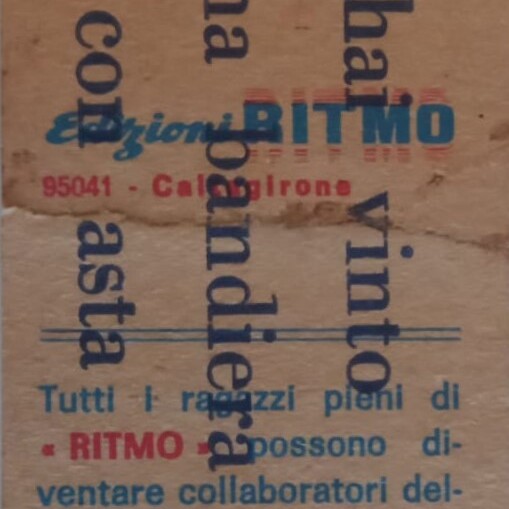 Edizioni RITMO
95041 - Caltagirone
Tutti i ragazzi pieni di
« RITMO » possono di-
ventare collaboratori del-
hai vinto
na bandiera
con asta